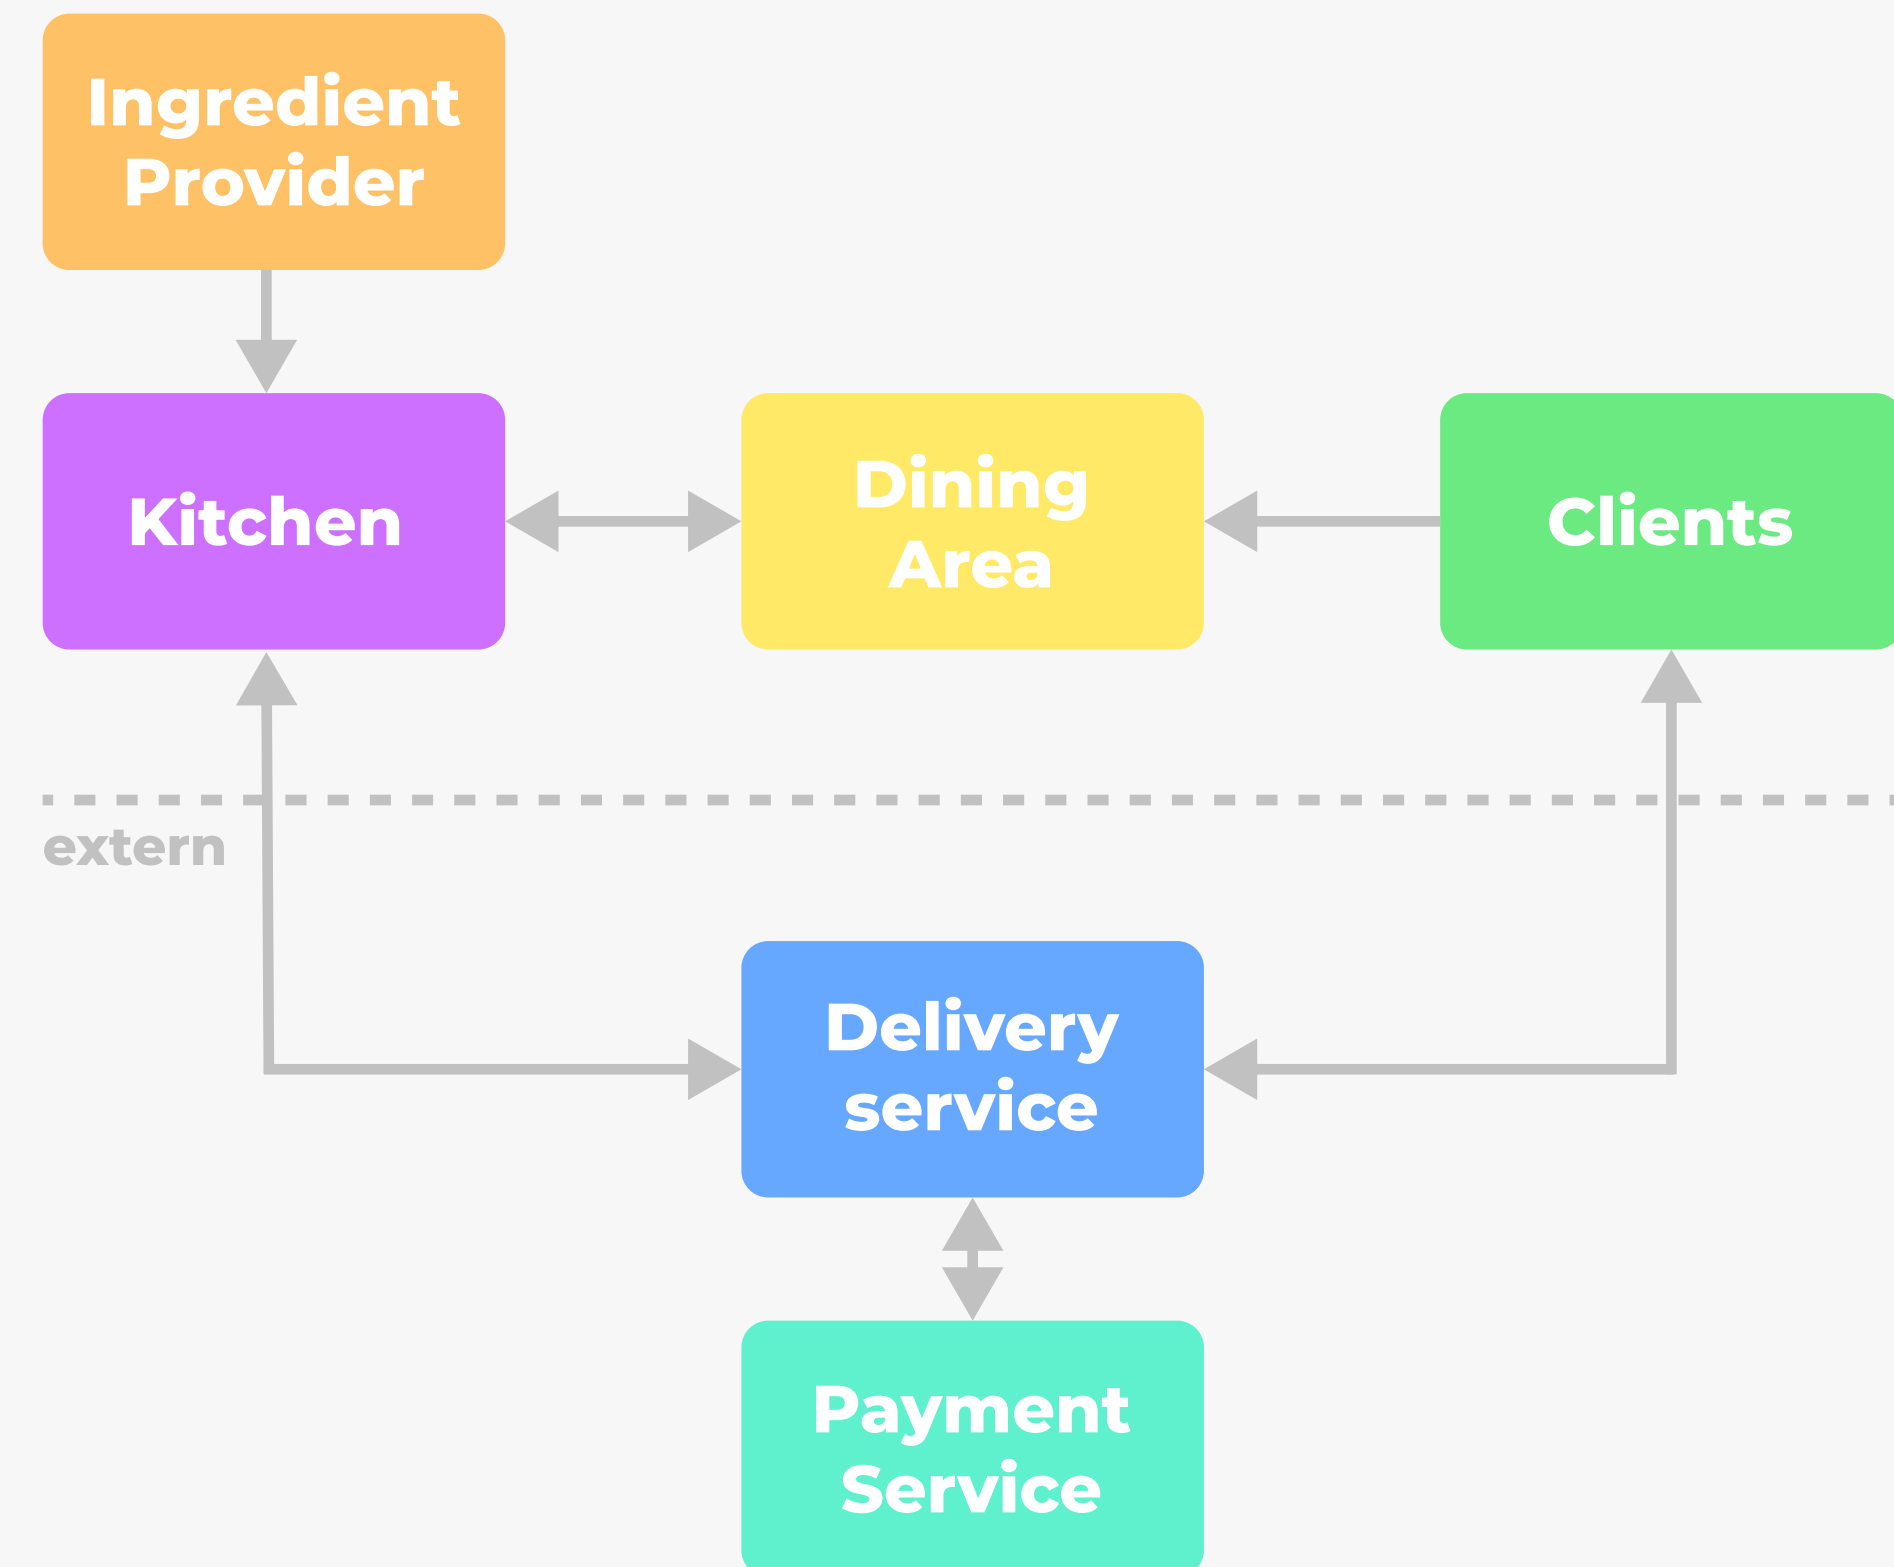 Ingredient
Provider
Kitchen
Dining
Area
Clients
extern
Delivery
service
Payment
Service